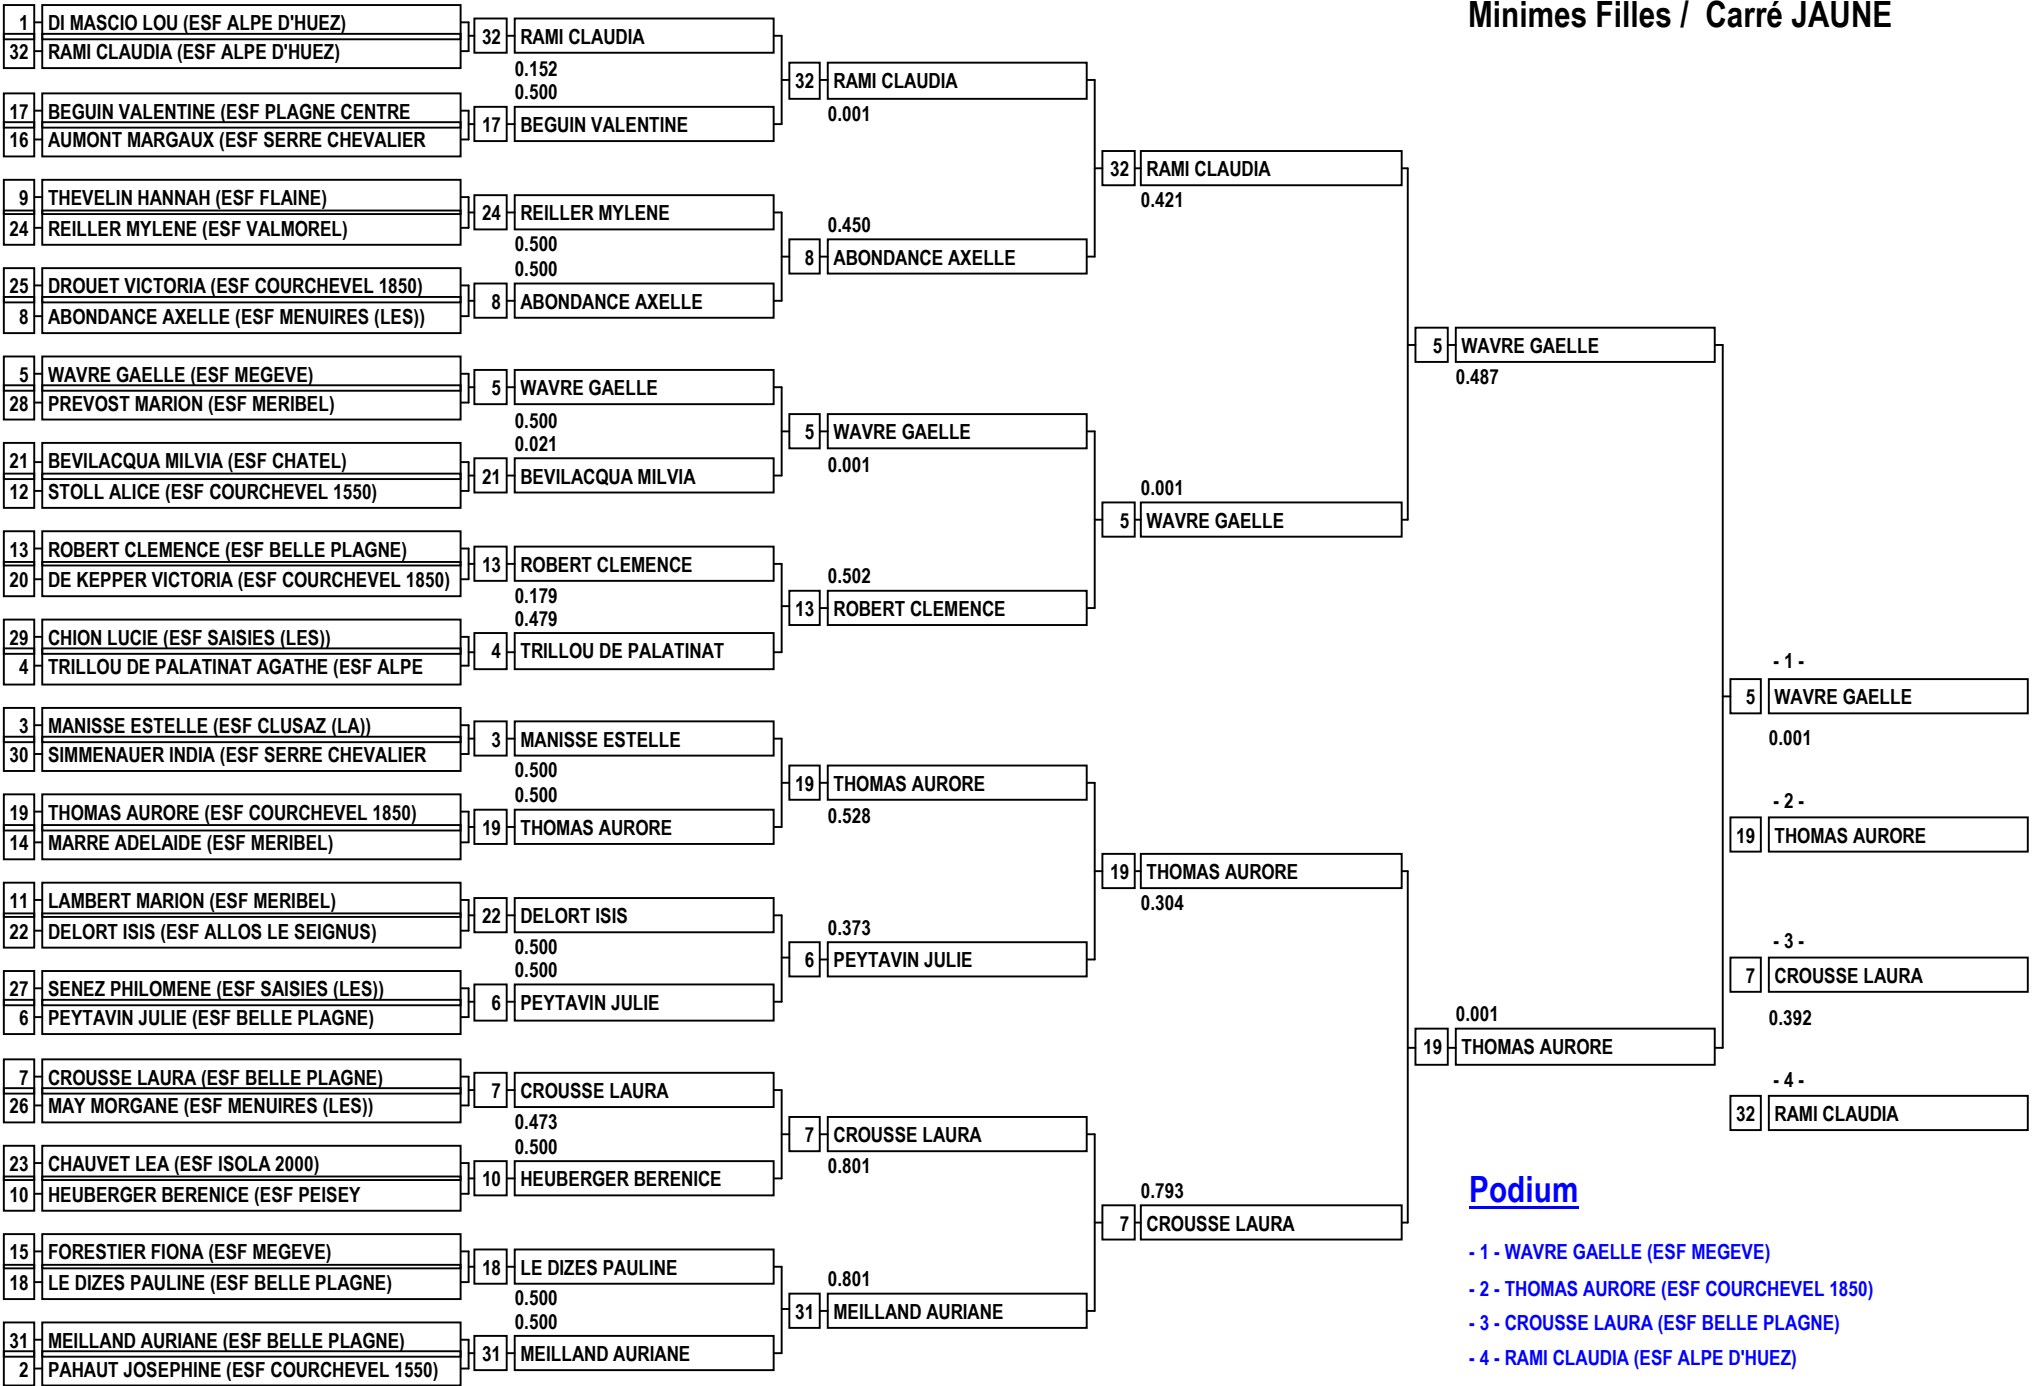 Minimes Filles / Carré JAUNE
1 DI MASCIO LOU (ESF ALPE D'HUEZ)
32 RAMI CLAUDIA (ESF ALPE D'HUEZ)
17 BEGUIN VALENTINE (ESF PLAGNE CENTRE
16 AUMONT MARGAUX (ESF SERRE CHEVALIER
9 THEVELIN HANNAH (ESF FLAINE)
24 REILLER MYLENE (ESF VALMOREL)
25 DROUET VICTORIA (ESF COURCHEVEL 1850)
8 ABONDANCE AXELLE (ESF MENUIRES (LES))
5 WAVRE GAELLE (ESF MEGEVE)
28 PREVOST MARION (ESF MERIBEL)
21 BEVILACQUA MILVIA (ESF CHATEL)
12 STOLL ALICE (ESF COURCHEVEL 1550)
13 ROBERT CLEMENCE (ESF BELLE PLAGNE)
20 DE KEPPER VICTORIA (ESF COURCHEVEL 1850)
29 CHION LUCIE (ESF SAISIES (LES))
4 TRILLOU DE PALATINAT AGATHE (ESF ALPE
3 MANISSE ESTELLE (ESF CLUSAZ (LA))
30 SIMMENAUER INDIA (ESF SERRE CHEVALIER
19 THOMAS AURORE (ESF COURCHEVEL 1850)
14 MARRE ADELAIDE (ESF MERIBEL)
11 LAMBERT MARION (ESF MERIBEL)
22 DELORT ISIS (ESF ALLOS LE SEIGNUS)
27 SENEZ PHILOMENE (ESF SAISIES (LES))
6 PEYTAVIN JULIE (ESF BELLE PLAGNE)
7 CROUSSE LAURA (ESF BELLE PLAGNE)
26 MAY MORGANE (ESF MENUIRES (LES))
23 CHAUVET LEA (ESF ISOLA 2000)
10 HEUBERGER BERENICE (ESF PEISEY
15 FORESTIER FIONA (ESF MEGEVE)
18 LE DIZES PAULINE (ESF BELLE PLAGNE)
31 MEILLAND AURIANE (ESF BELLE PLAGNE)
2 PAHAUT JOSEPHINE (ESF COURCHEVEL 1550)
32 RAMI CLAUDIA
0.152
0.500
17 BEGUIN VALENTINE
24 REILLER MYLENE
0.500
0.500
8 ABONDANCE AXELLE
5 WAVRE GAELLE
0.500
0.021
21 BEVILACQUA MILVIA
13 ROBERT CLEMENCE
0.179
0.479
4 TRILLOU DE PALATINAT
3 MANISSE ESTELLE
0.500
0.500
19 THOMAS AURORE
22 DELORT ISIS
0.500
0.500
6 PEYTAVIN JULIE
7 CROUSSE LAURA
0.473
0.500
10 HEUBERGER BERENICE
18 LE DIZES PAULINE
0.500
0.500
31 MEILLAND AURIANE
32 RAMI CLAUDIA
0.001
0.450
8 ABONDANCE AXELLE
5 WAVRE GAELLE
0.001
0.502
13 ROBERT CLEMENCE
19 THOMAS AURORE
0.528
0.373
6 PEYTAVIN JULIE
7 CROUSSE LAURA
0.801
0.801
31 MEILLAND AURIANE
32 RAMI CLAUDIA
0.421
0.001
5 WAVRE GAELLE
19 THOMAS AURORE
0.304
0.793
7 CROUSSE LAURA
5 WAVRE GAELLE
0.487
0.001
19 THOMAS AURORE
- 1 -
5 WAVRE GAELLE
0.001
- 2 -
19 THOMAS AURORE
- 3 -
7 CROUSSE LAURA
0.392
- 4 -
32 RAMI CLAUDIA
Podium
- 1 - WAVRE GAELLE (ESF MEGEVE)
- 2 - THOMAS AURORE (ESF COURCHEVEL 1850)
- 3 - CROUSSE LAURA (ESF BELLE PLAGNE)
- 4 - RAMI CLAUDIA (ESF ALPE D'HUEZ)